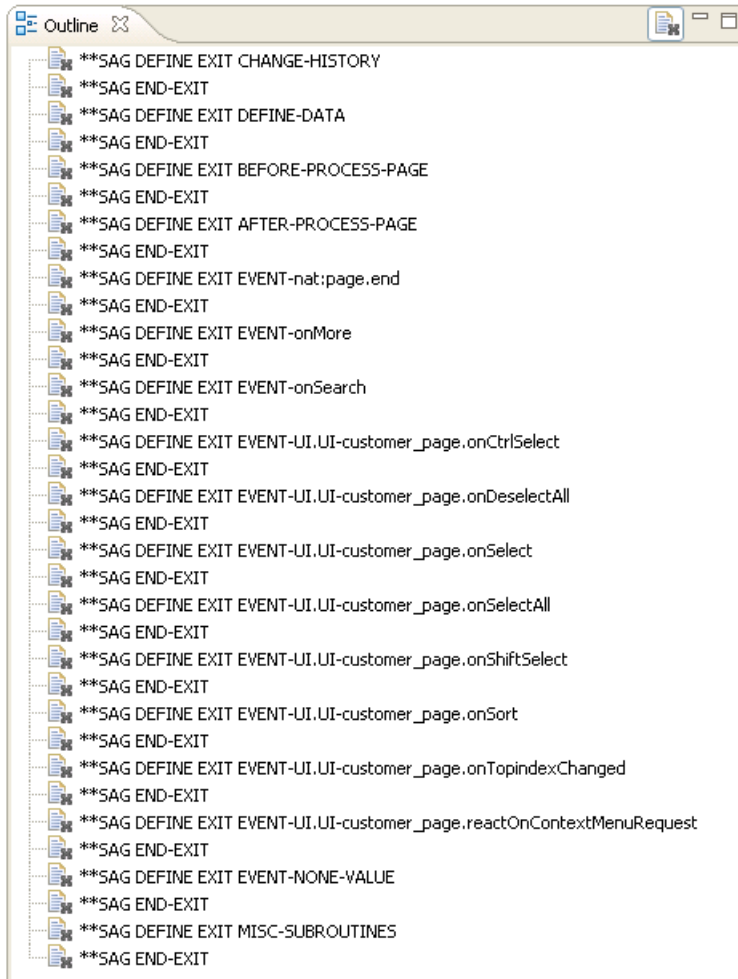 Outline
**SAG DEFINE EXIT CHANGE-HISTORY
**SAG END-EXIT
**SAG DEFINE EXIT DEFINE-DATA
**SAG END-EXIT
**SAG DEFINE EXIT BEFORE-PROCESS-PAGE
**SAG END-EXIT
**SAG DEFINE EXIT AFTER-PROCESS-PAGE
**SAG END-EXIT
**SAG DEFINE EXIT EVENT-nat:page.end
**SAG END-EXIT
**SAG DEFINE EXIT EVENT-onMore
**SAG END-EXIT
**SAG DEFINE EXIT EVENT-onSearch
**SAG END-EXIT
**SAG DEFINE EXIT EVENT-UI.UI-customer_page.onCtrlSelect
**SAG END-EXIT
**SAG DEFINE EXIT EVENT-UI.UI-customer_page.onDeselectAll
**SAG END-EXIT
**SAG DEFINE EXIT EVENT-UI.UI-customer_page.onSelect
**SAG END-EXIT
**SAG DEFINE EXIT EVENT-UI.UI-customer_page.onSelectAll
**SAG END-EXIT
**SAG DEFINE EXIT EVENT-UI.UI-customer_page.onShiftSelect
**SAG END-EXIT
**SAG DEFINE EXIT EVENT-UI.UI-customer_page.onSort
**SAG END-EXIT
**SAG DEFINE EXIT EVENT-UI.UI-customer_page.onTopindexChanged
**SAG END-EXIT
**SAG DEFINE EXIT EVENT-UI.UI-customer_page.reactOnContextMenuRequest
**SAG END-EXIT
**SAG DEFINE EXIT EVENT-NONE-VALUE
**SAG END-EXIT
**SAG DEFINE EXIT MISC-SUBROUTINES
**SAG END-EXIT